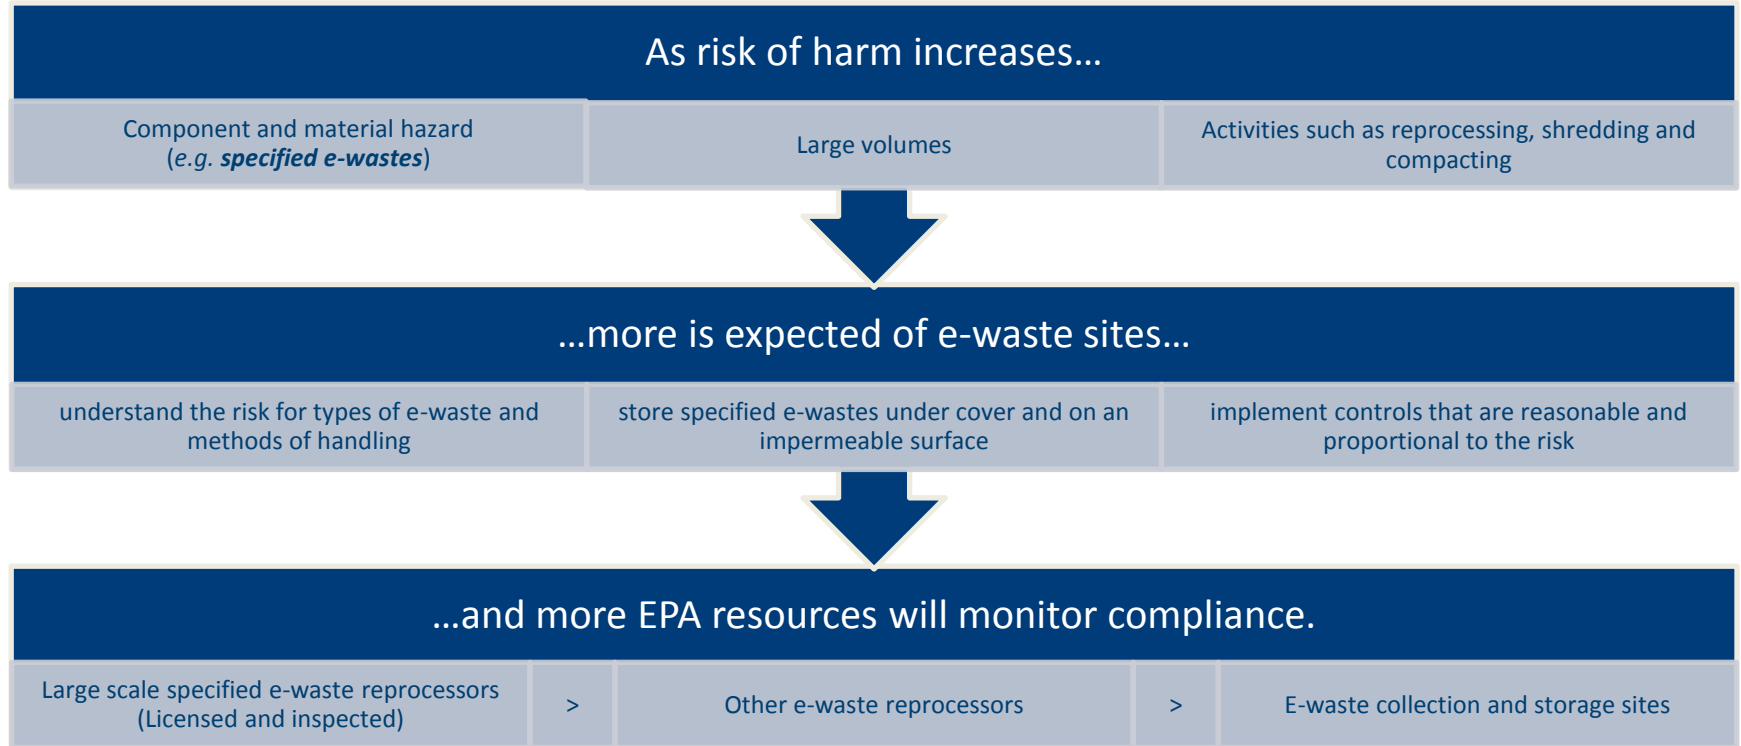 As risk of harm increases...
Component and material hazard
(e.g. specified e-wastes)
Large volumes
Activities such as reprocessing, shredding and
compacting
...more is expected of e-waste sites...
understand the risk for types of e-waste and
methods of handling
store specified e-wastes under cover and on an
impermeable surface
implement controls that are reasonable and
proportional to the risk
...and more EPA resources will monitor compliance.
Large scale specified e-waste reprocessors
(Licensed and inspected)
>
Other e-waste reprocessors
>
E-waste collection and storage sites